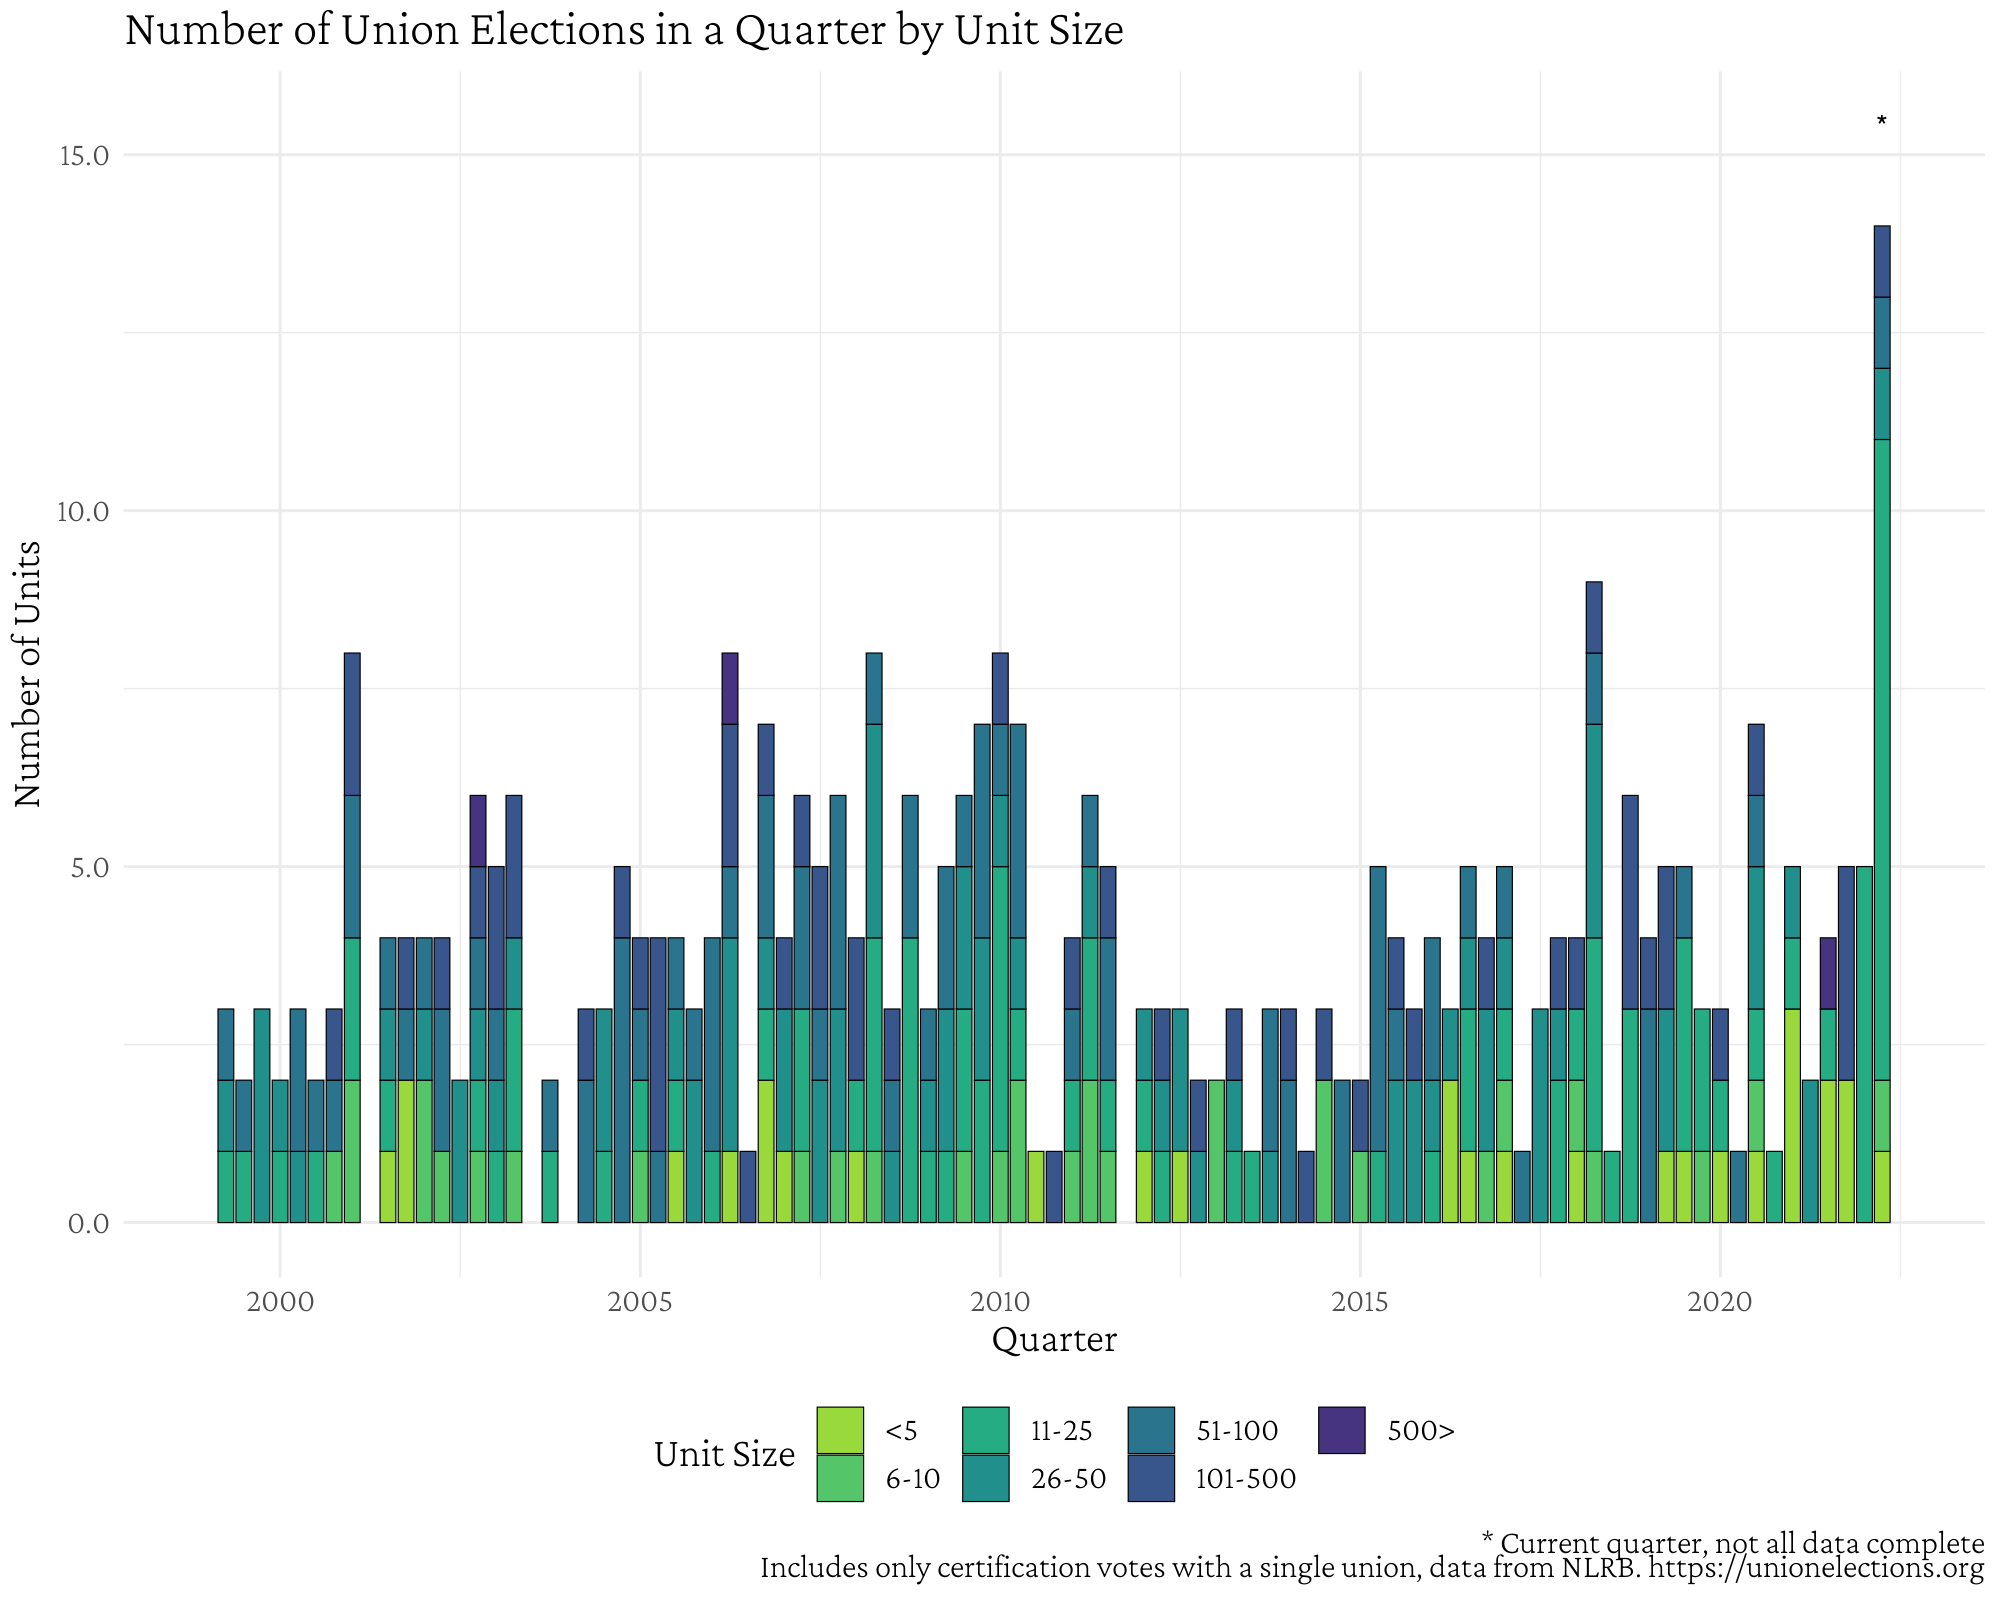 Number of Union Elections in a Quarter by Unit Size
*
15.0
10.0
5.0
0.0
Number of Units
2000 2005 2010 2015 2020
Quarter
Unit Size
<5 11-25 51-100 500>
6-10 26-50 101-500
* Current quarter, not all data complete
Includes only certification votes with a single union, data from NLRB. https://unionelections.org